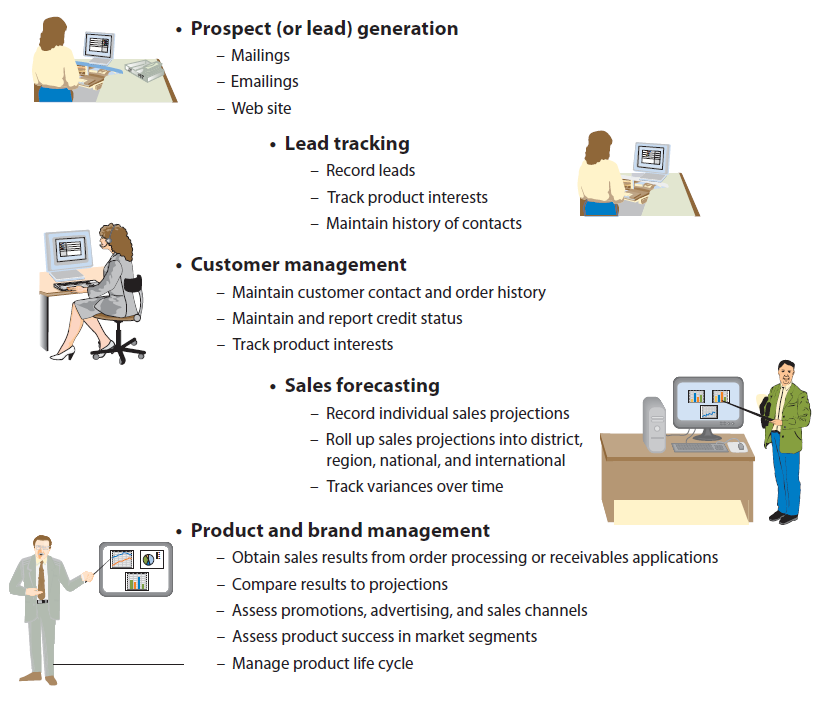 • Prospect (or lead) generation
– Mailings
– Emailings
– Web site
• Lead tracking
– Record leads
– Track product interests
– Maintain history of contacts
• Customer management
– Maintain customer contact and order history
– Maintain and report credit status
– Track product interests
• Sales forecasting
– Record individual sales projections
– Roll up sales projections into district,
region, national, and international
– Track variances over time
• Product and brand management
– Obtain sales results from order processing or receivables applications
– Compare results to projections
– Assess promotions, advertising, and sales channels
– Assess product success in market segments
– Manage product life cycle